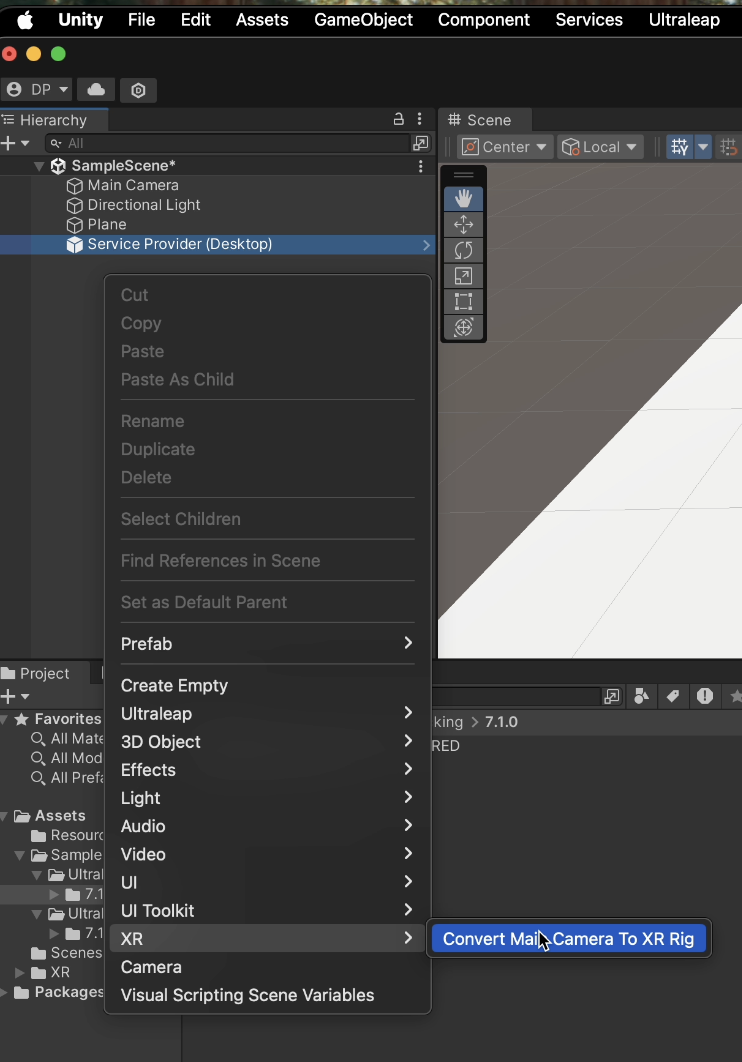 Unity File Edit Assets GameObject Component Services Ultraleap
DP
Hierarchy
Scene
All
Center
Local
SampleScene*
Main Camera
Directional Light
Plane
Service Provider (Desktop)
Cut
Copy
Paste
Paste As Child
Rename
Duplicate
Delete
Select Children
Find References in Scene
Set as Default Parent
Prefab
Create Empty
Ultraleap
3D Object
Effects
Light
Audio
Video
UI
UI Toolkit
XR
Convert Main Camera To XR Rig
Camera
Visual Scripting Scene Variables
Project
king > 7.1.0
RED
Favorites
All Mate
All Mod
All Prefa
Assets
Resourc
Sample
Ultra
7.1
Ultra
7.1
Scenes
XR
Packages